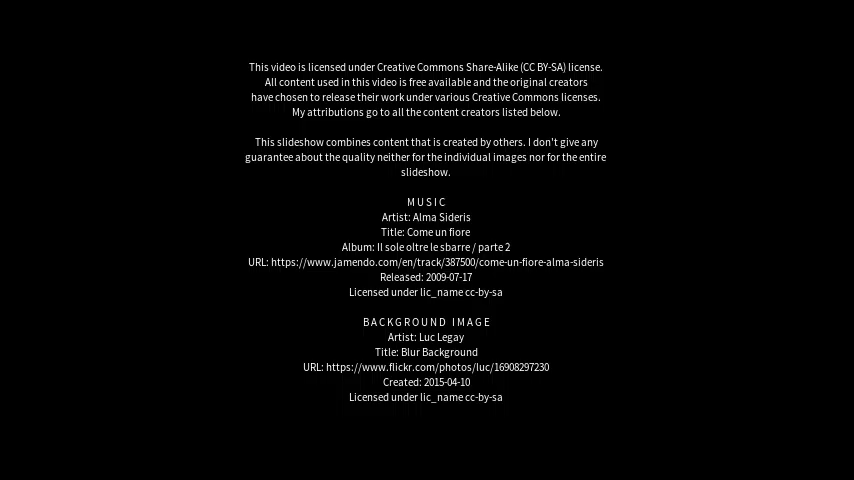 This video is licensed under Creative Commons Share-Alike (CC BY-SA) license.
All content used in this video is free available and the original creators
have chosen to release their work under various Creative Commons licenses.
My attributions go to all the content creators listed below.
This slideshow combines content that is created by others. I don't give any
guarantee about the quality neither for the individual images nor for the entire
slideshow.
MUSIC
Artist: Alma Sideris
Title: Come un fiore
Album: Il sole oltre le sbarre / parte 2
URL: https://www.jamendo.com/en/track/387500/come-un-fiore-alma-sideris
Released: 2009-07-17
Licensed under lic_name cc-by-sa
BACKGROUND IMAGE
Artist: Luc Legay
Title: Blur Background
URL: https://www.flickr.com/photos/luc/16908297230
Created: 2015-04-10
Licensed under lic_name cc-by-sa